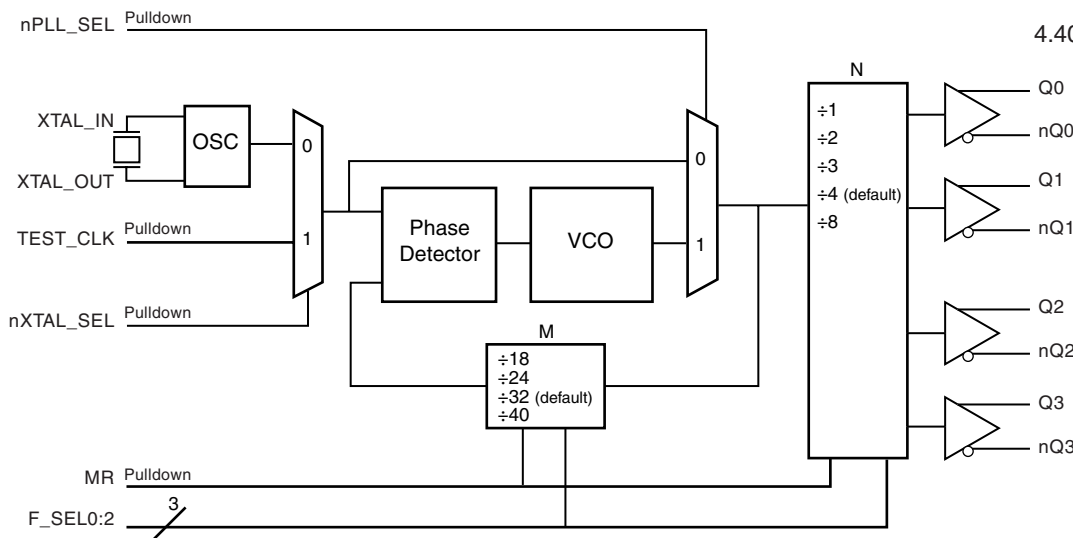 nPLL_SEL Pulldown
4.40
N
XTAL_IN
OSC
XTAL_OUT
0
1
TEST_CLK Pulldown
nXTAL_SEL Pulldown
Phase
Detector
VCO
0
1
÷1
÷2
÷3
÷4 (default)
÷8
Q0
nQ0
Q1
nQ1
Q2
nQ2
Q3
nQ3
M
÷18
÷24
÷32 (default)
÷40
MR Pulldown
F_SEL0:2
3